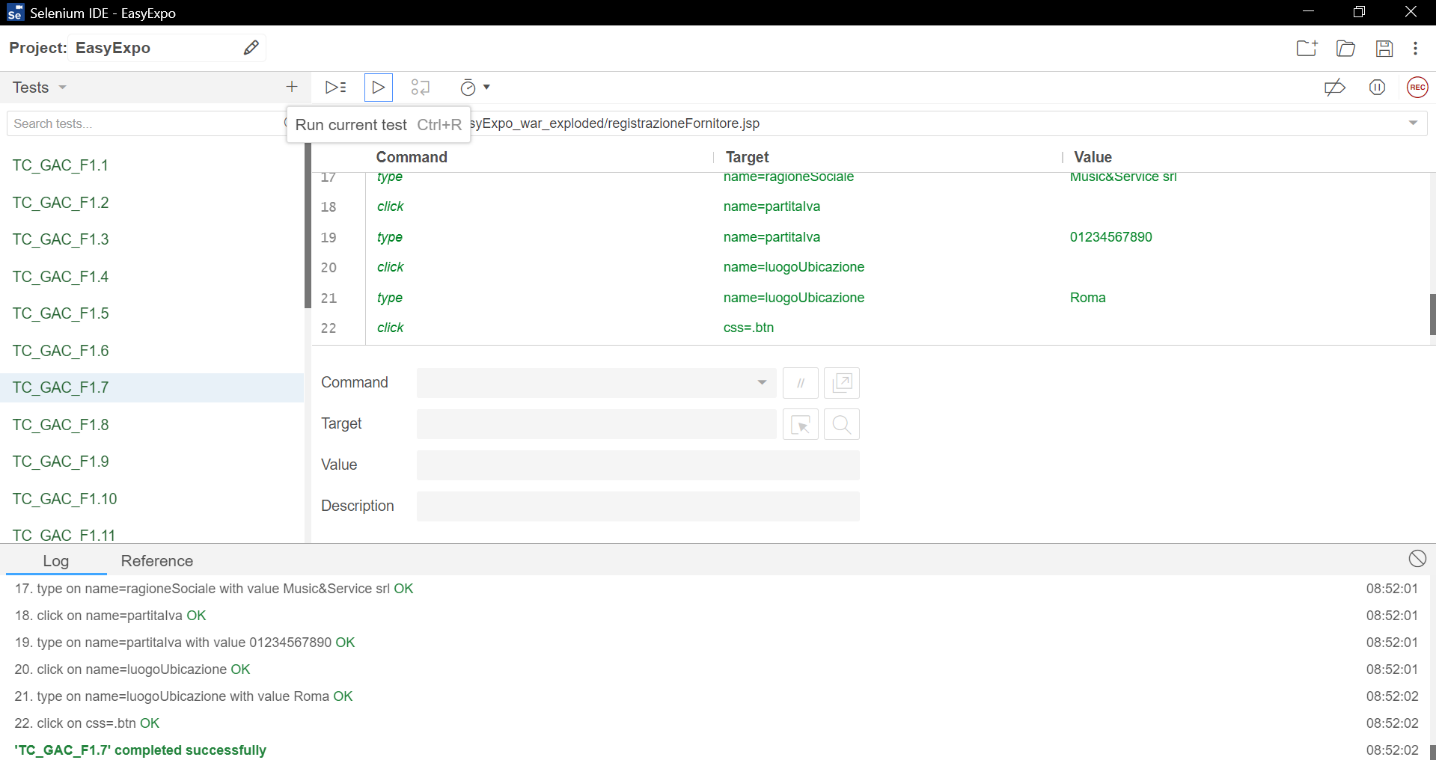 Selenium IDE - EasyExpo
Project: EasyExpo
Tests
REC
Search tests...
Run current test Ctrl+R
syExpo_war_exploded/registrazioneFornitore.jsp
Command Target Value
17 type name=ragioneSociale Music&Service srl
18 click name=partitaIva
19 type name=partitaIva 01234567890
20 click name=luogoUbicazione
21 type name=luogoUbicazione Roma
22 click css=.btn
TC_GAC_F1.1
TC_GAC_F1.2
TC_GAC_F1.3
TC_GAC_F1.4
TC_GAC_F1.5
TC_GAC_F1.6
TC_GAC_F1.7
TC_GAC_F1.8
TC_GAC_F1.9
TC_GAC_F1.10
TC_GAC_F1.11
Command
//
Target
Value
Description
Log Reference
17. type on name=ragioneSociale with value Music&Service srl OK 08:52:01
18. click on name=partitaIva OK 08:52:01
19. type on name=partitaIva with value 01234567890 OK 08:52:01
20. click on name=luogoUbicazione OK 08:52:01
21. type on name=luogoUbicazione with value Roma OK 08:52:02
22. click on css=.btn OK 08:52:02
'TC_GAC_F1.7' completed successfully 08:52:02